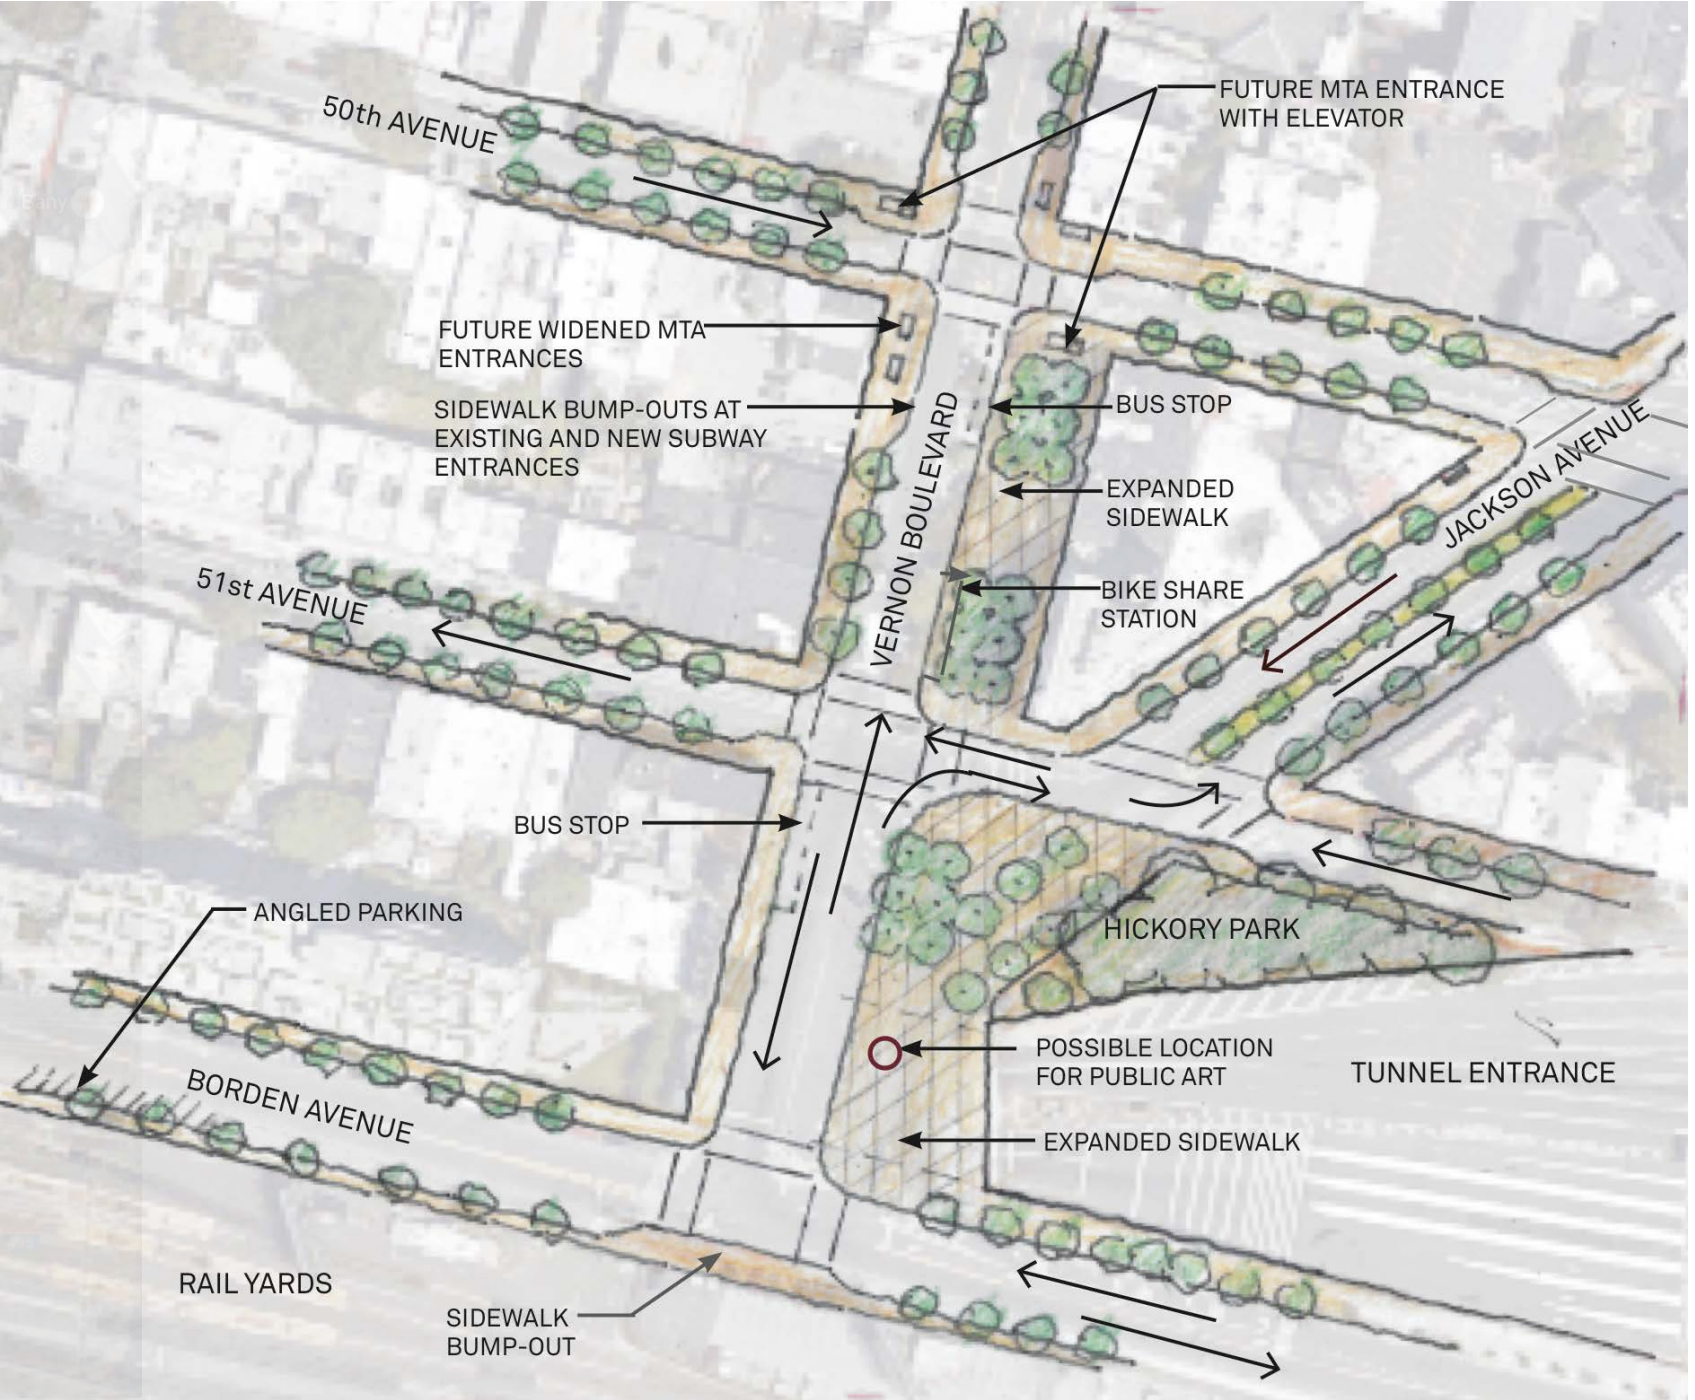 FUTURE MTA ENTRANCE
WITH ELEVATOR
50th AVENUE
FUTURE WIDENED MTA
ENTRANCES
SIDEWALK BUMP-OUTS AT
EXISTING AND NEW SUBWAY
ENTRANCES
BUS STOP
VERNON BOULEVARD
JACKSON AVENUE
EXPANDED
SIDEWALK
51st AVENUE
BIKE SHARE
STATION
BUS STOP
ANGLED PARKING
HICKORY PARK
POSSIBLE LOCATION
FOR PUBLIC ART
TUNNEL ENTRANCE
BORDEN AVENUE
EXPANDED SIDEWALK
RAIL YARDS
SIDEWALK
BUMP-OUT